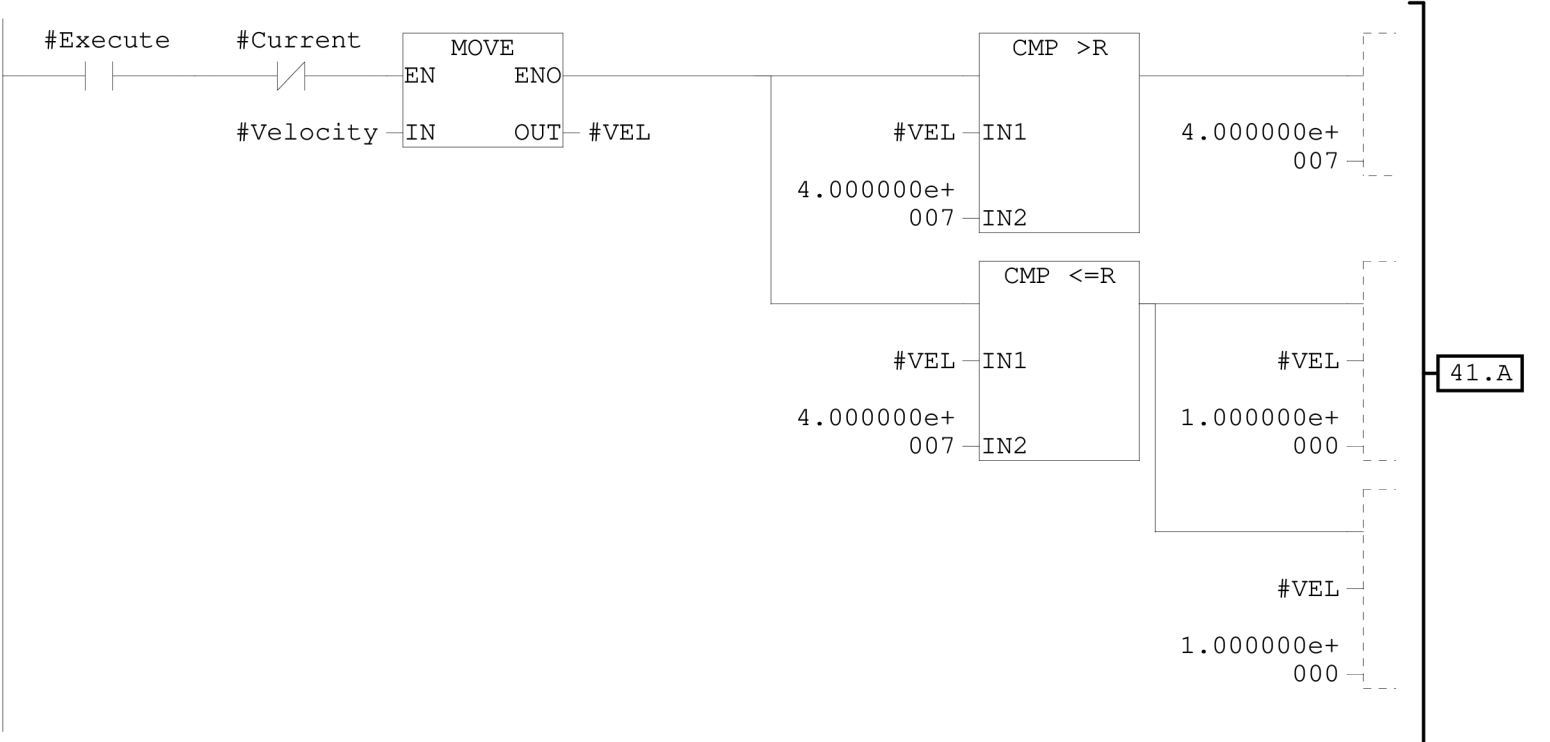 #Execute
#Current
MOVE
EN
ENO
#Velocity
IN
OUT
#VEL
CMP >R
#VEL
IN1
4.000000e+
007
IN2
4.000000e+
007
CMP <=R
#VEL
IN1
4.000000e+
007
IN2
#VEL
1.000000e+
000
#VEL
1.000000e+
000
41.A